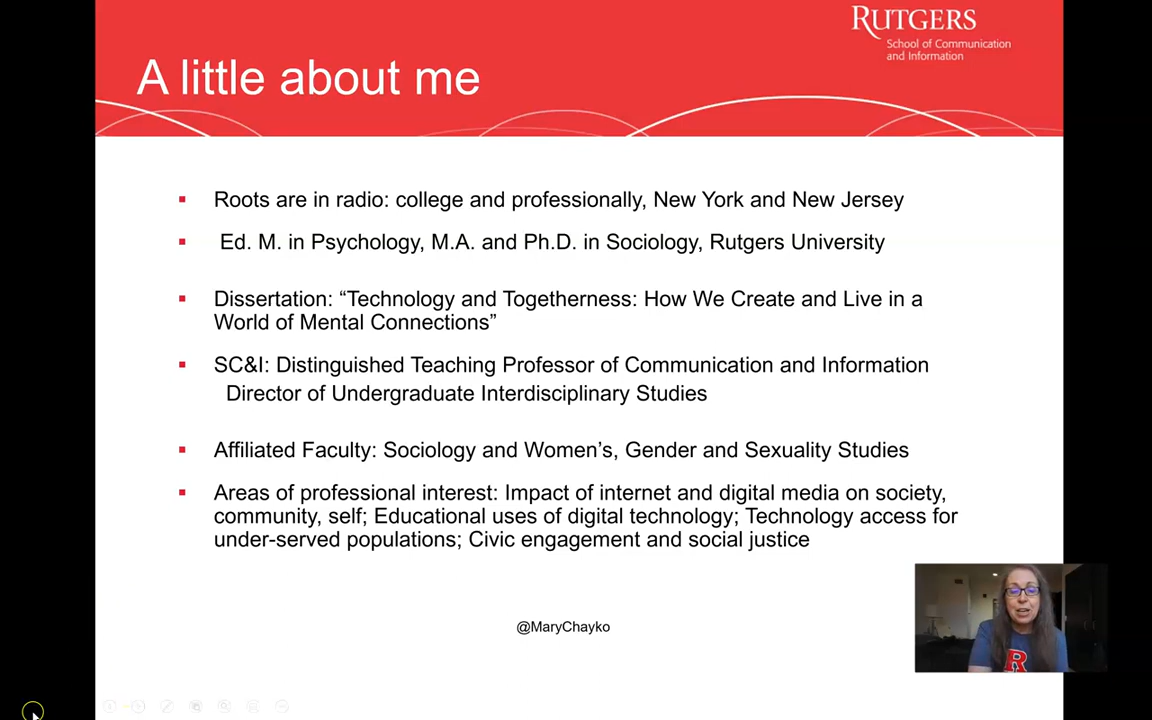 RUTGERS
School of Communication
and Information
A little about me
Roots are in radio: college and professionally, New York and New Jersey
Ed. M. in Psychology, M.A. and Ph.D. in Sociology, Rutgers University
Dissertation: “Technology and Togetherness: How We Create and Live in a
World of Mental Connections”
SC&I: Distinguished Teaching Professor of Communication and Information
Director of Undergraduate Interdisciplinary Studies
Affiliated Faculty: Sociology and Women’s, Gender and Sexuality Studies
Areas of professional interest: Impact of internet and digital media on society,
community, self; Educational uses of digital technology; Technology access for
under-served populations; Civic engagement and social justice
@MaryChayko
R